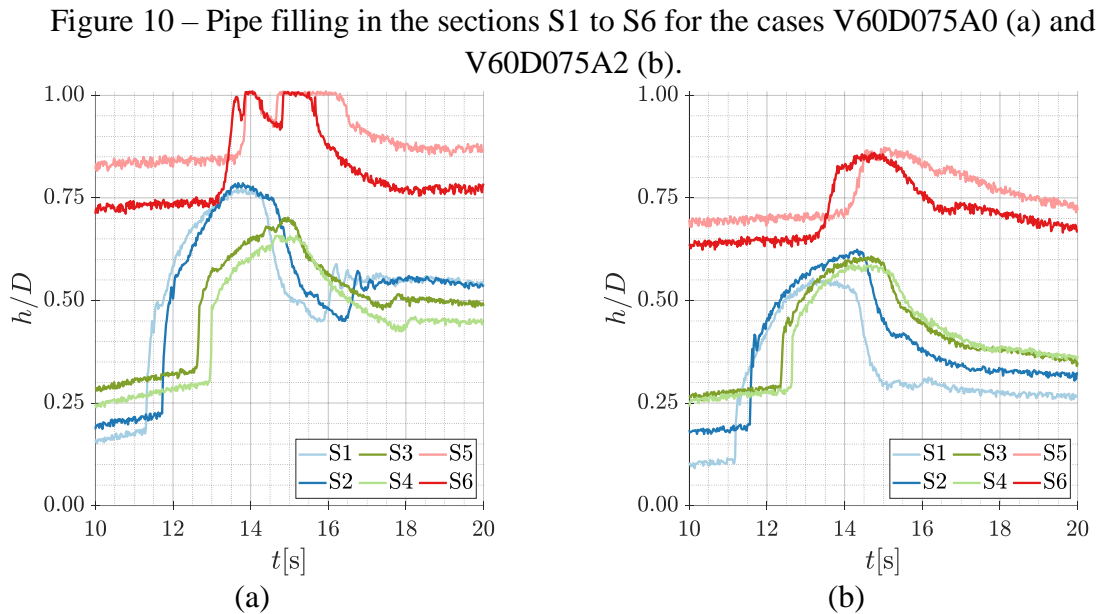 Figure 10 – Pipe filling in the sections S1 to S6 for the cases V60D075A0 (a) and
V60D075A2 (b).
1.00
0.75
0.50
0.25
0.00
h/D
10 12 14 16 18 20
t[s]
S1 S3 S5
S2 S4 S6
(a)
1.00
0.75
0.50
0.25
0.00
h/D
10 12 14 16 18 20
t[s]
S1 S3 S5
S2 S4 S6
(b)